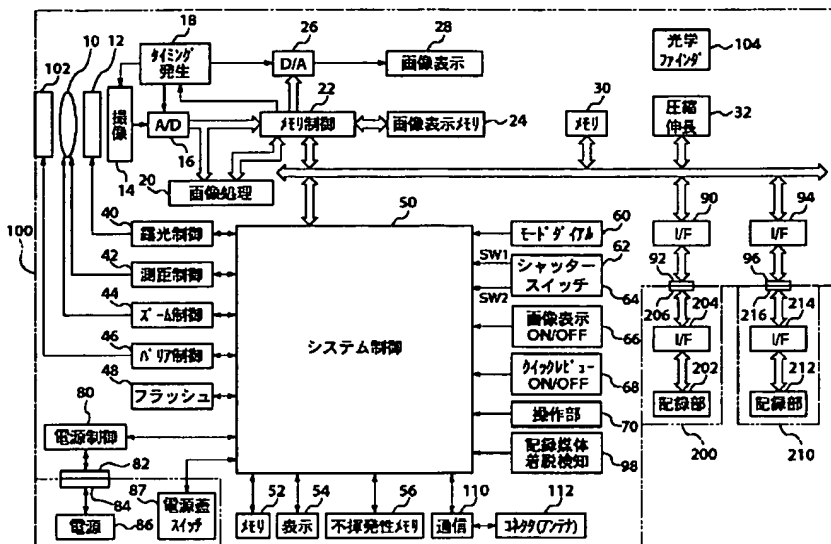 18
26
28
102
10
12
タイミング
発生
D/A
画像表示
光学
ファインダ
104
22
30
32
撮像
A/D
メモリ制御
画像表示メモリ
24
メモリ
圧縮
伸長
14
16
20
画像処理
50
90
94
100
40
露光制御
モードダイアル
60
I/F
I/F
42
測距制御
SW1
シャッター
スイッチ
62
64
SW2
92
96
44
ズーム制御
206
204
216
214
画像表示
ON/OFF
66
I/F
I/F
46
バリア制御
システム制御
48
フラッシュ
クイックレビュー
ON/OFF
68
202
212
記録部
記録部
80
操作部
70
200
210
電源制御
記録媒体
着脱検知
98
82
84
87
電源蓋
スイッチ
52
54
56
110
112
電源
86
メモリ
表示
不揮発性メモリ
通信
コネクタ(アンテナ)